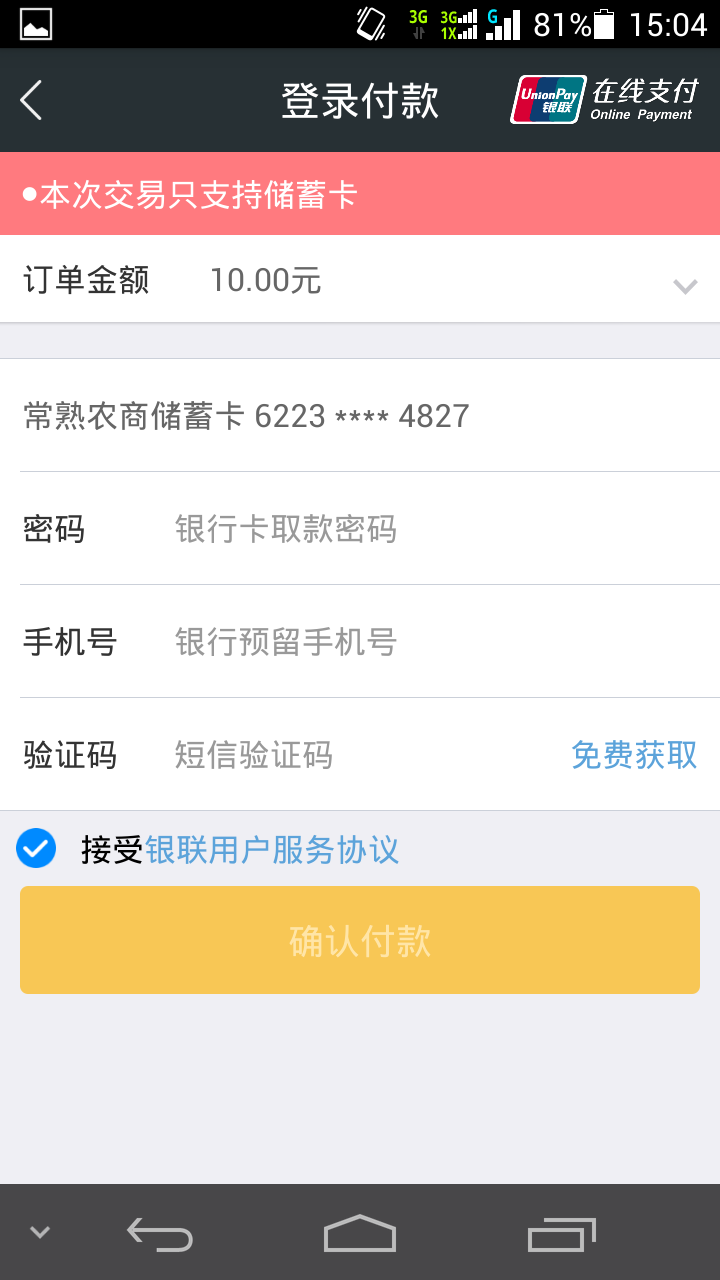 3G 3G 1X G 81% 15:04
登录付款
UnionPay 银联 在线支付 Online Payment
●本次交易只支持储蓄卡
订单金额 10.00元
常熟农商储蓄卡 6223 **** 4827
密码 银行卡取款密码
手机号 银行预留手机号
验证码 短信验证码 免费获取
接受银联用户服务协议
确认付款